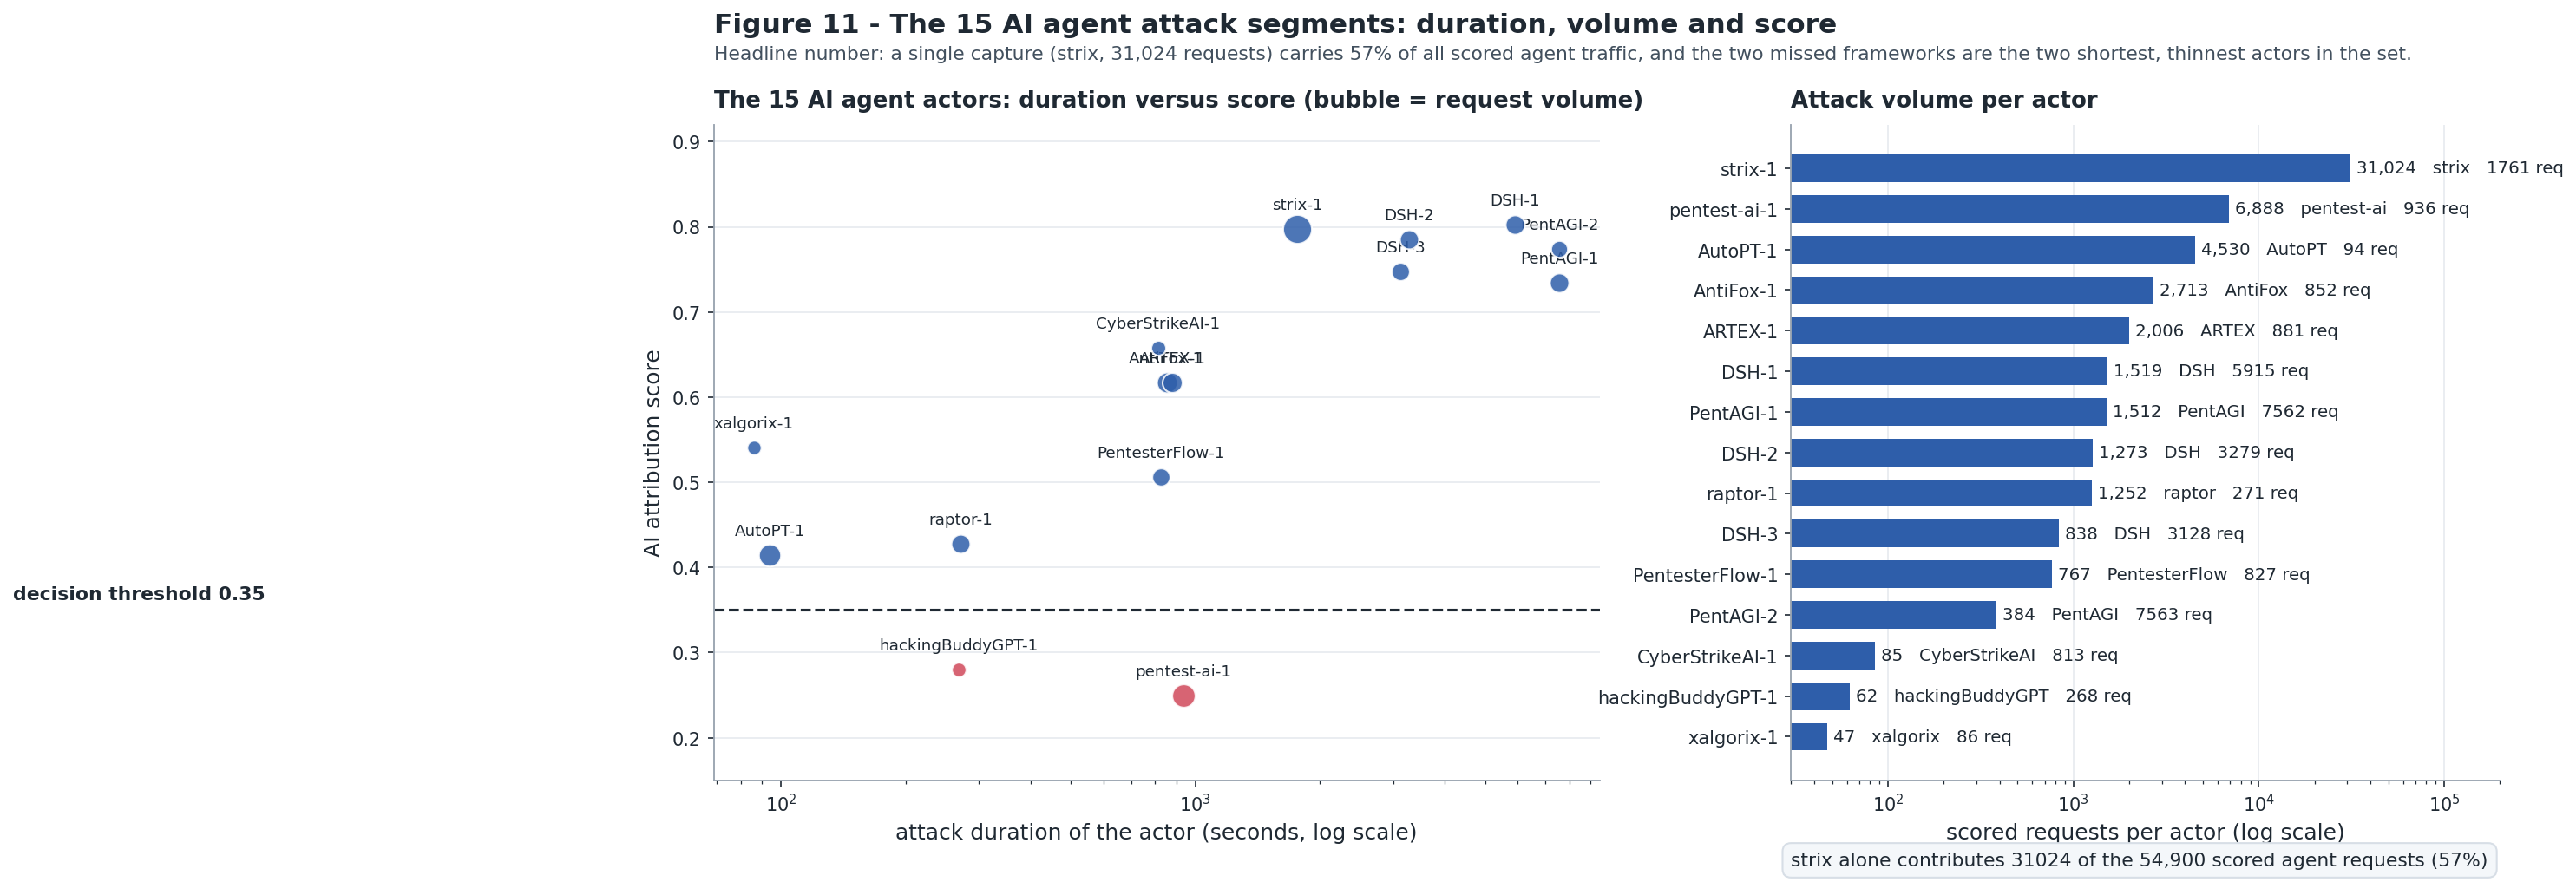 Figure 11 - The 15 AI agent attack segments: duration, volume and score
Headline number: a single capture (strix, 31,024 requests) carries 57% of all scored agent traffic, and the two missed frameworks are the two shortest, thinnest actors in the set.
The 15 AI agent actors: duration versus score (bubble = request volume)
AI attribution score
0.9
0.8
0.7
0.6
0.5
0.4
0.3
0.2
strix-1
DSH-2
DSH-1
PentAGI-2
DSH-3
PentAGI-1
CyberStrikeAI-1
AntiFox-1
ARTEX-1
xalgorix-1
PentesterFlow-1
raptor-1
AutoPT-1
decision threshold 0.35
hackingBuddyGPT-1
pentest-ai-1
10²
10³
attack duration of the actor (seconds, log scale)
Attack volume per actor
strix-1 31,024 strix 1761 req
pentest-ai-1 6,888 pentest-ai 936 req
AutoPT-1 4,530 AutoPT 94 req
AntiFox-1 2,713 AntiFox 852 req
ARTEX-1 2,006 ARTEX 881 req
DSH-1 1,519 DSH 5915 req
PentAGI-1 1,512 PentAGI 7562 req
DSH-2 1,273 DSH 3279 req
raptor-1 1,252 raptor 271 req
DSH-3 838 DSH 3128 req
PentesterFlow-1 767 PentesterFlow 827 req
PentAGI-2 384 PentAGI 7563 req
CyberStrikeAI-1 85 CyberStrikeAI 813 req
hackingBuddyGPT-1 62 hackingBuddyGPT 268 req
xalgorix-1 47 xalgorix 86 req
10²
10³
10⁴
10⁵
scored requests per actor (log scale)
strix alone contributes 31024 of the 54,900 scored agent requests (57%)